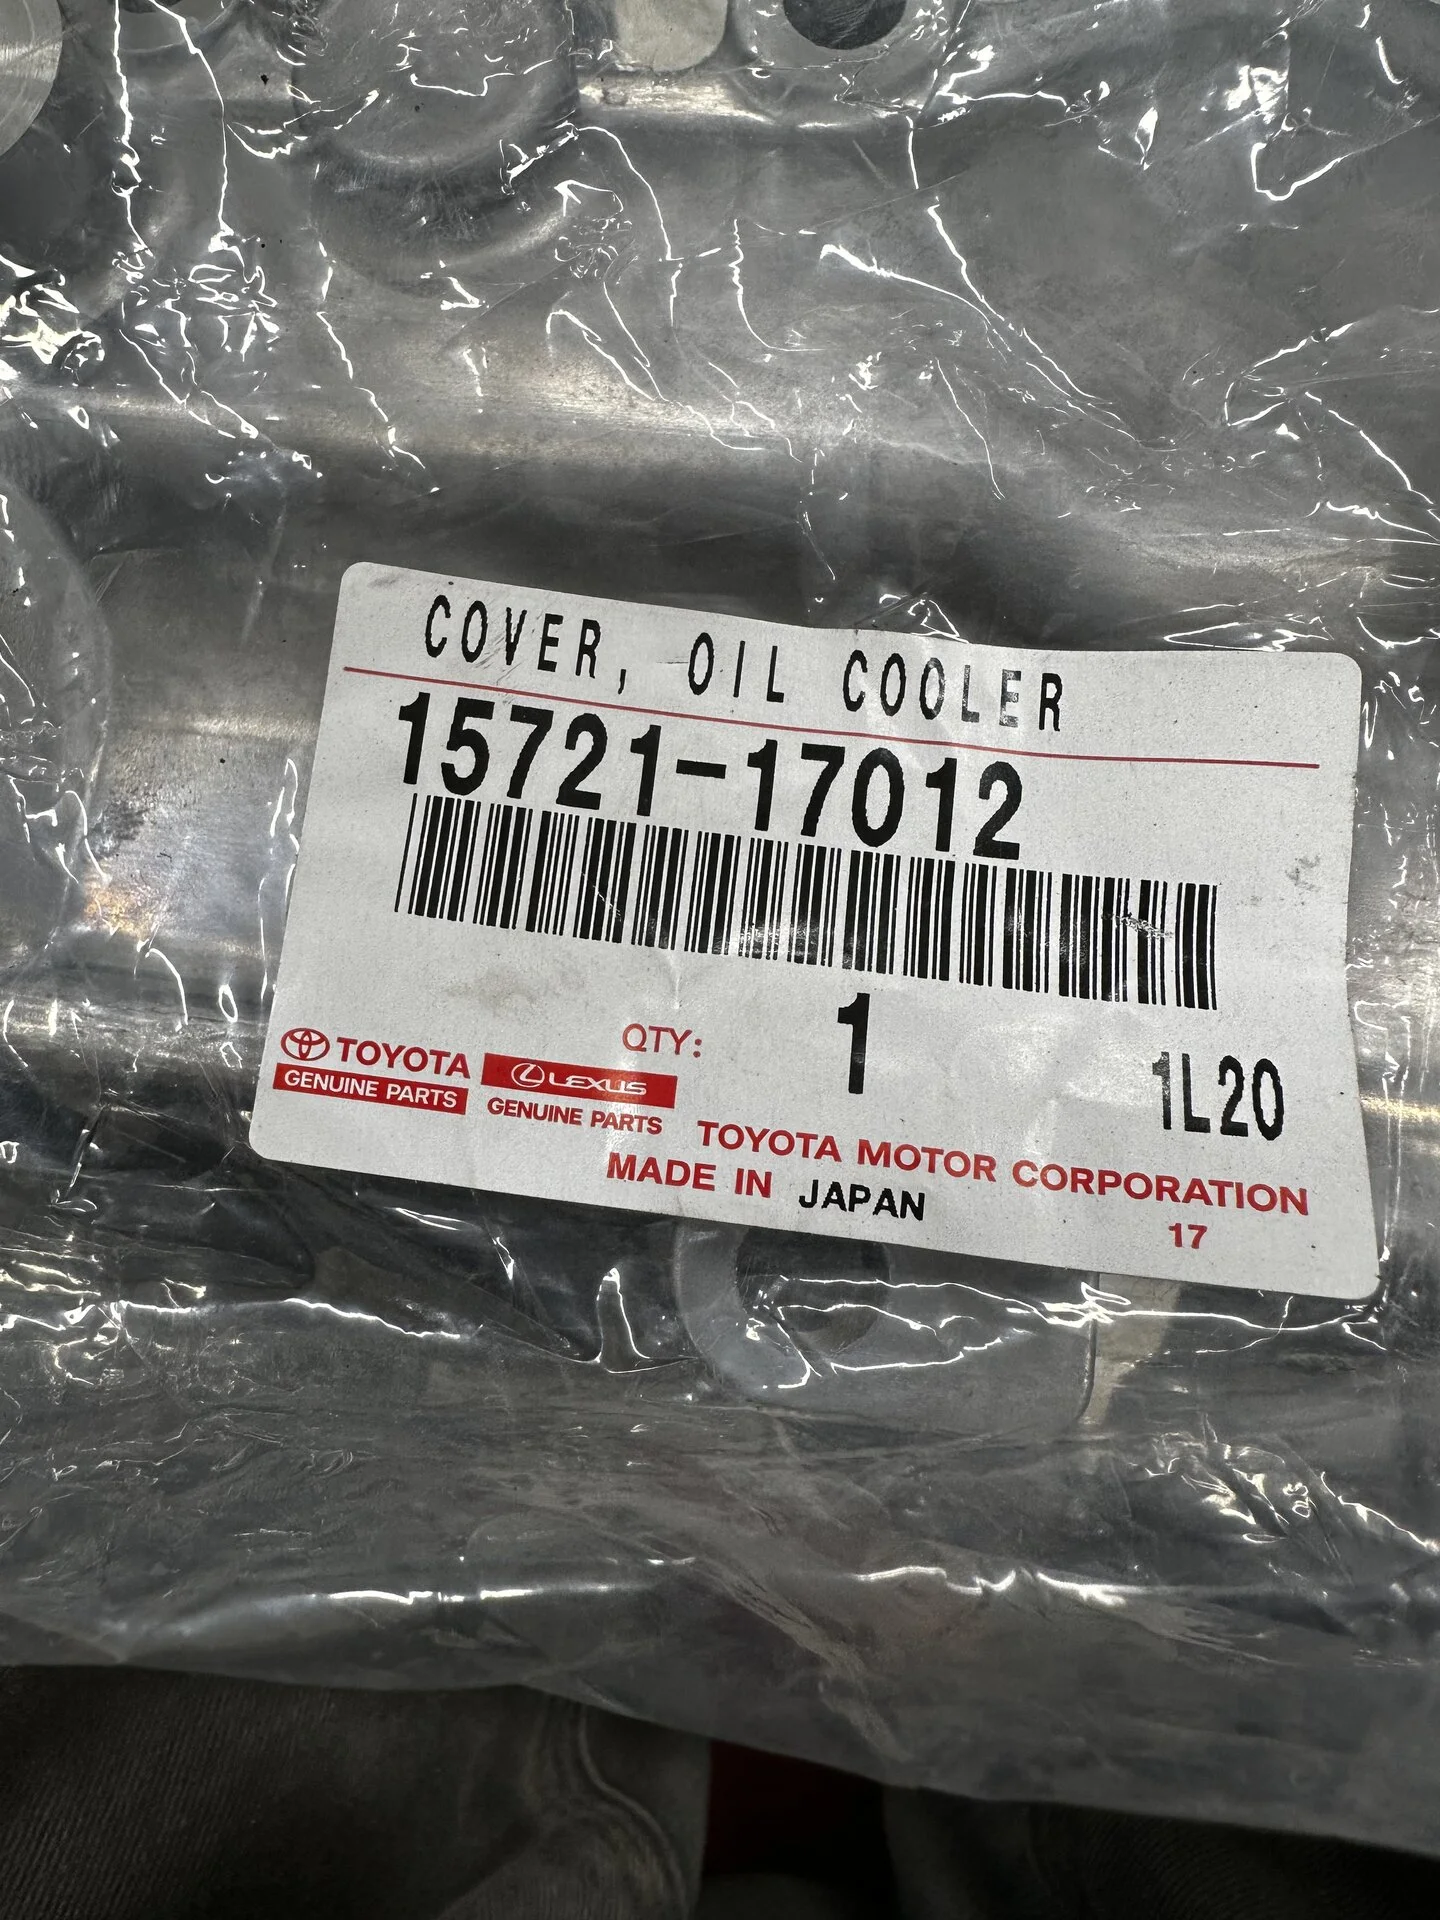 COVER, OIL COOLER
15721-17012
QTY: 1
1L20
TOYOTA
GENUINE PARTS
LEXUS
GENUINE PARTS
TOYOTA MOTOR CORPORATION
MADE IN JAPAN
17